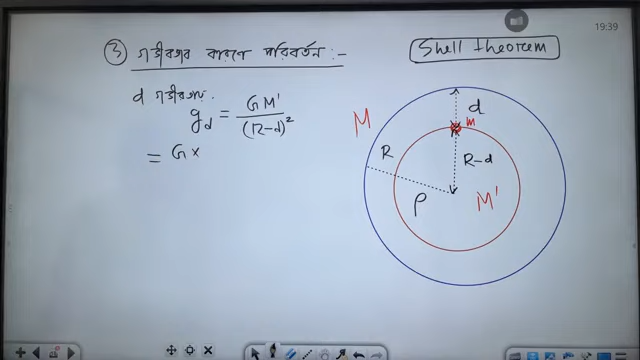 19:39
③ গভীরতার কারণে পরিবর্তন :-
Shell theorem
d গভীরতায়,
g_d = GM' / (R-d)²
= G ×
M
d
m
R
R-d
ρ
M'